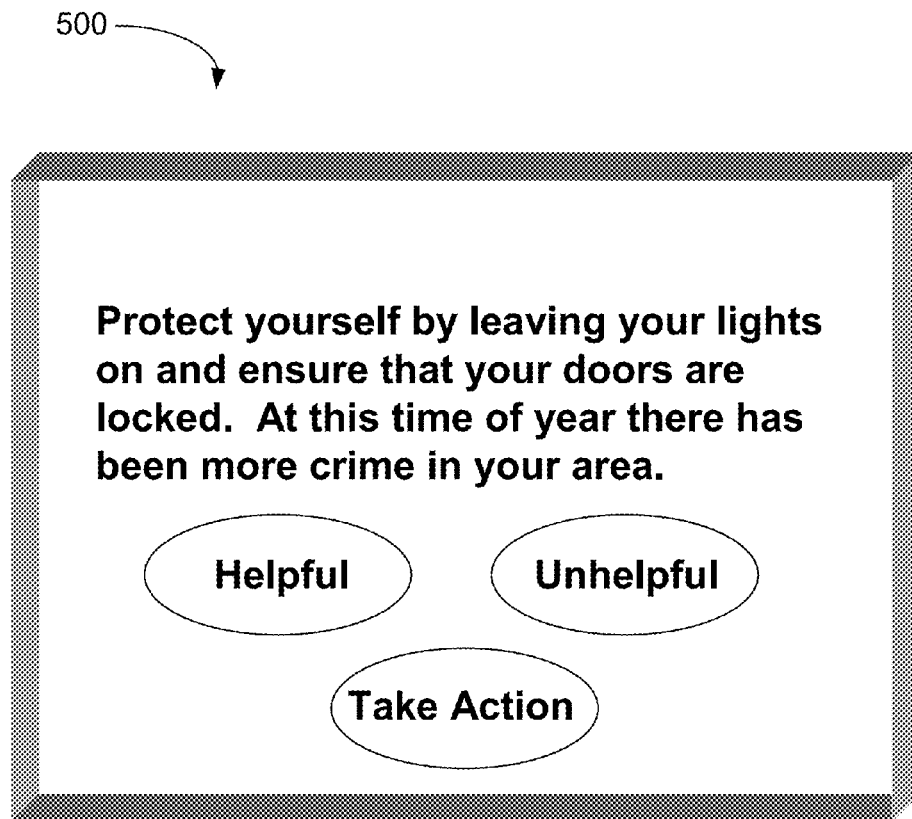 500
Protect yourself by leaving your lights
on and ensure that your doors are
locked.  At this time of year there has
been more crime in your area.
Helpful
Unhelpful
Take Action